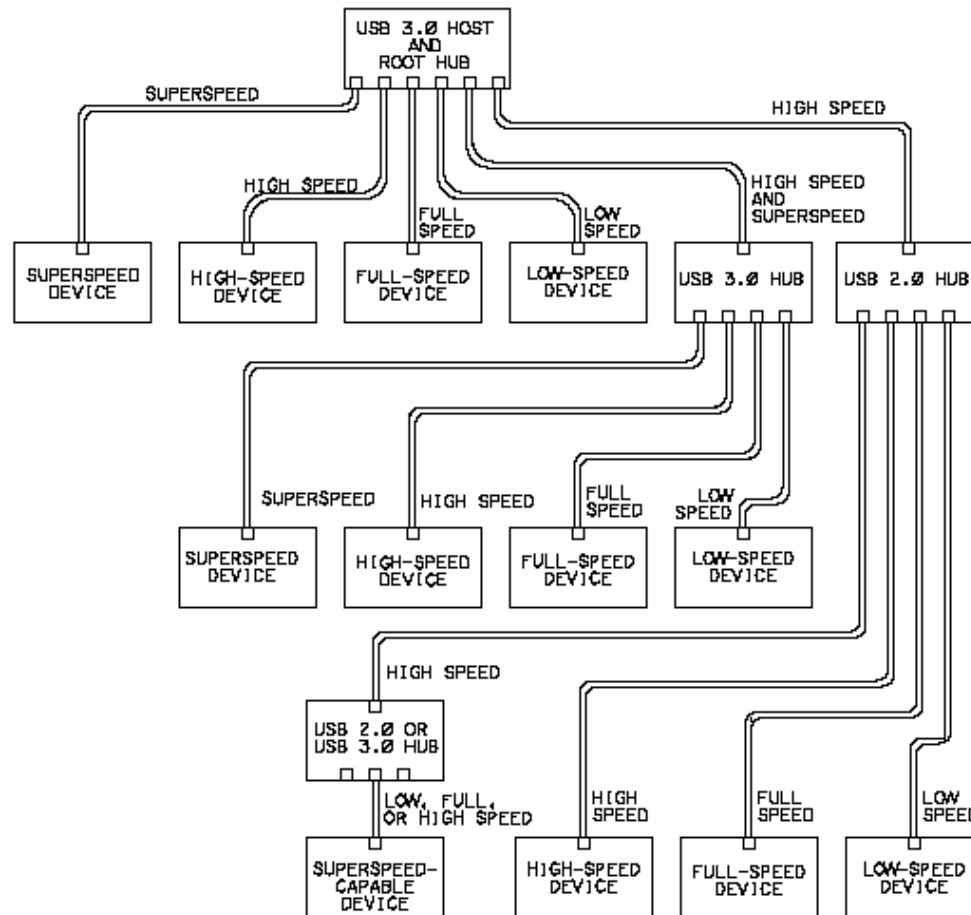 USB 3.0 HOST
AND
ROOT HUB
SUPERSPEED
HIGH SPEED
HIGH SPEED
FULL
SPEED
LOW
SPEED
HIGH SPEED
AND
SUPERSPEED
SUPERSPEED
DEVICE
HIGH-SPEED
DEVICE
FULL-SPEED
DEVICE
LOW-SPEED
DEVICE
USB 3.0 HUB
USB 2.0 HUB
SUPERSPEED
HIGH SPEED
FULL
SPEED
LOW
SPEED
SUPERSPEED
DEVICE
HIGH-SPEED
DEVICE
FULL-SPEED
DEVICE
LOW-SPEED
DEVICE
HIGH SPEED
USB 2.0 OR
USB 3.0 HUB
LOW, FULL,
OR HIGH SPEED
HIGH
SPEED
FULL
SPEED
LOW
SPEED
SUPERSPEED-
CAPABLE
DEVICE
HIGH-SPEED
DEVICE
FULL-SPEED
DEVICE
LOW-SPEED
DEVICE